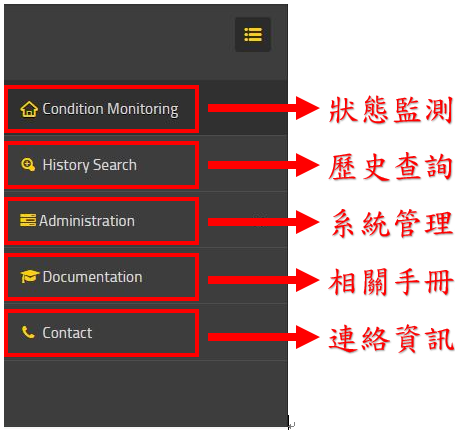 Condition Monitoring 狀態監測
History Search 歷史查詢
Administration 系統管理
Documentation 相關手冊
Contact 連絡資訊